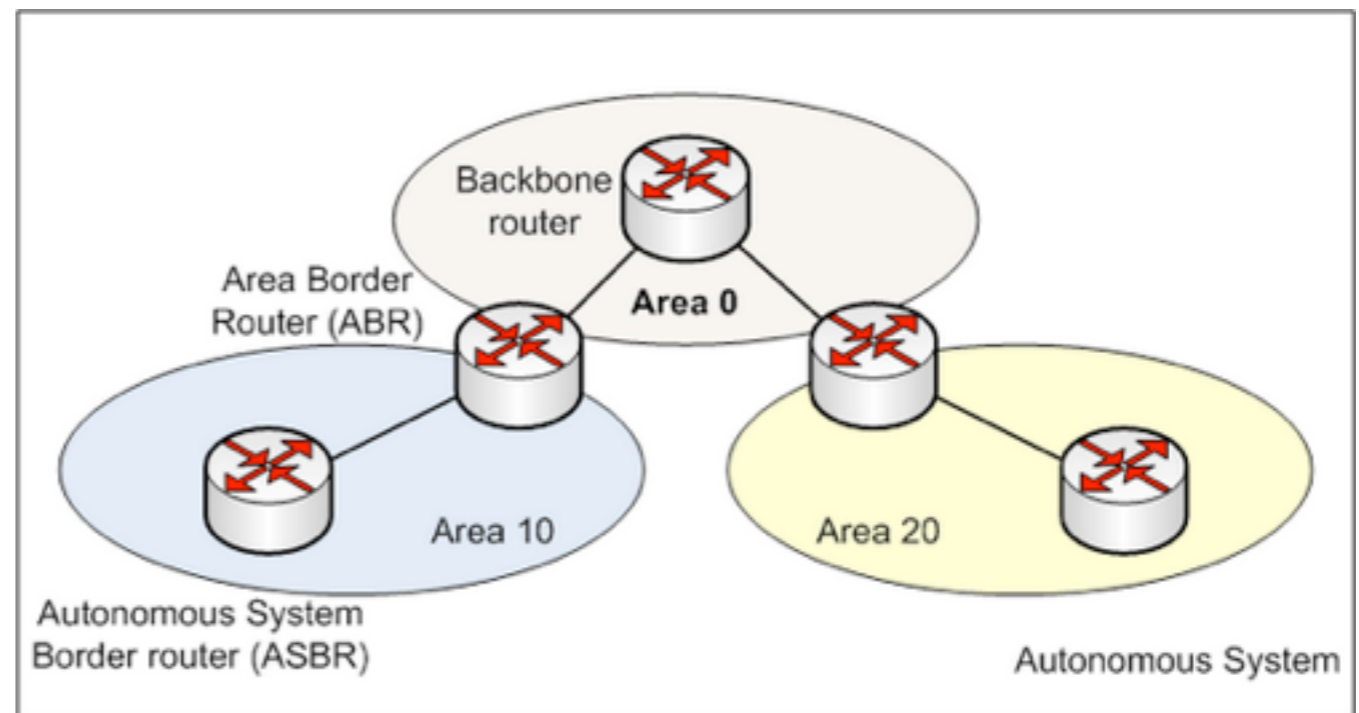 Backbone
router
Area 0
Area Border
Router (ABR)
Area 10
Area 20
Autonomous System
Border router (ASBR)
Autonomous System